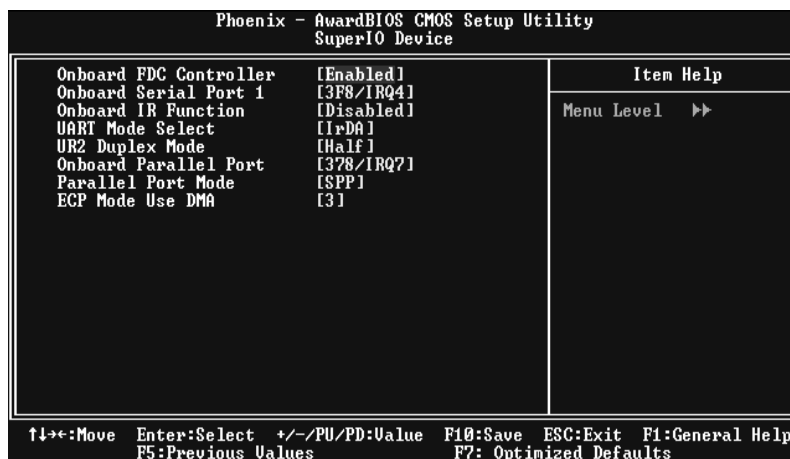 Phoenix - AwardBIOS CMOS Setup Utility
SuperIO Device
Onboard FDC Controller [Enabled]
Onboard Serial Port 1 [3F8/IRQ4]
Onboard IR Function [Disabled]
UART Mode Select [IrDA]
UR2 Duplex Mode [Half]
Onboard Parallel Port [378/IRQ7]
Parallel Port Mode [SPP]
ECP Mode Use DMA [3]
Item Help
Menu Level ▶▶
↑↓→←:Move Enter:Select +/-/PU/PD:Value F10:Save ESC:Exit F1:General Help
F5:Previous Values F7: Optimized Defaults